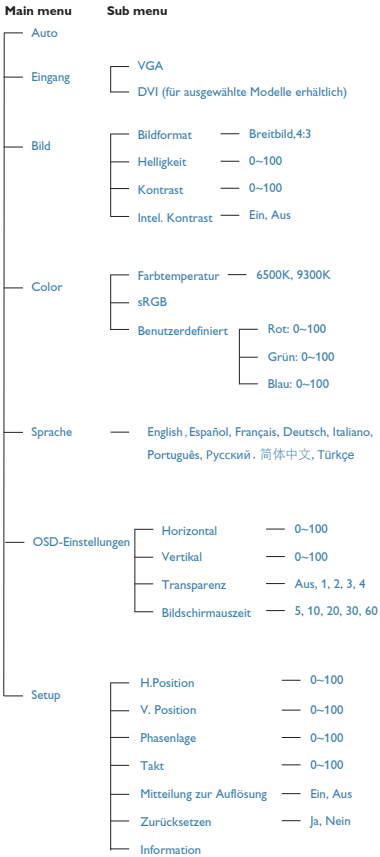 Main menu Sub menu
Auto
Eingang
VGA
DVI (für ausgewählte Modelle erhältlich)
Bild
Bildformat Breitbild,4:3
Helligkeit 0~100
Kontrast 0~100
Intel. Kontrast Ein, Aus
Color
Farbtemperatur 6500K, 9300K
sRGB
Benutzerdefiniert
Rot: 0~100
Grün: 0~100
Blau: 0~100
Sprache
English, Español, Français, Deutsch, Italiano,
Português, Русский, 简体中文, Türkçe
OSD-Einstellungen
Horizontal 0~100
Vertikal 0~100
Transparenz Aus, 1, 2, 3, 4
Bildschirmauszeit 5, 10, 20, 30, 60
Setup
H.Position 0~100
V. Position 0~100
Phasenlage 0~100
Takt 0~100
Mitteilung zur Auflösung Ein, Aus
Zurücksetzen Ja, Nein
Information